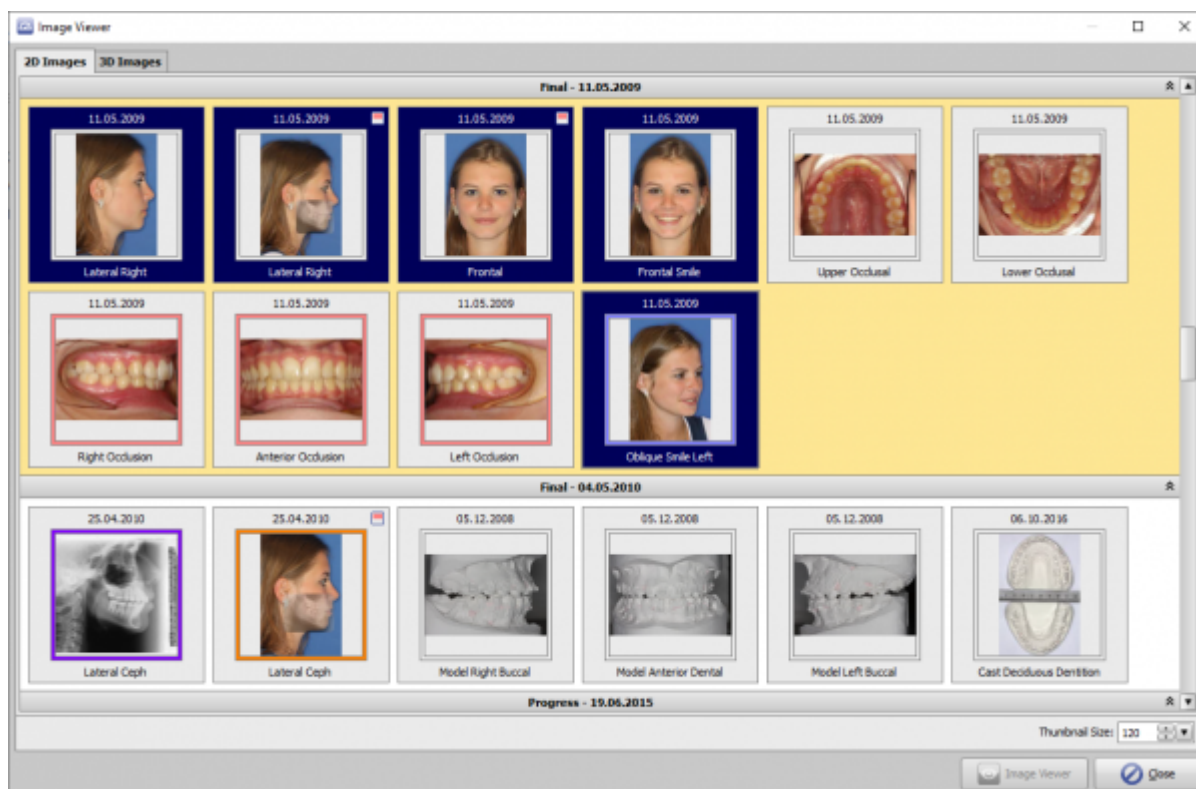 Image Viewer
2D Images 3D Images
Final - 11.05.2009
11.05.2009 11.05.2009 11.05.2009 11.05.2009 11.05.2009 11.05.2009
Lateral Right Lateral Right Frontal Frontal Smile Upper Occlusal Lower Occlusal
11.05.2009 11.05.2009 11.05.2009 11.05.2009
Right Occlusion Anterior Occlusion Left Occlusion Oblique Smile Left
Final - 04.05.2010
25.04.2010 25.04.2010 05.12.2008 05.12.2008 05.12.2008 06.10.2016
Lateral Ceph Lateral Ceph Model Right Buccal Model Anterior Dental Model Left Buccal Cast Deciduous Dentition
Progress - 19.06.2015
Thumbnail Size: 120
Image Viewer Close